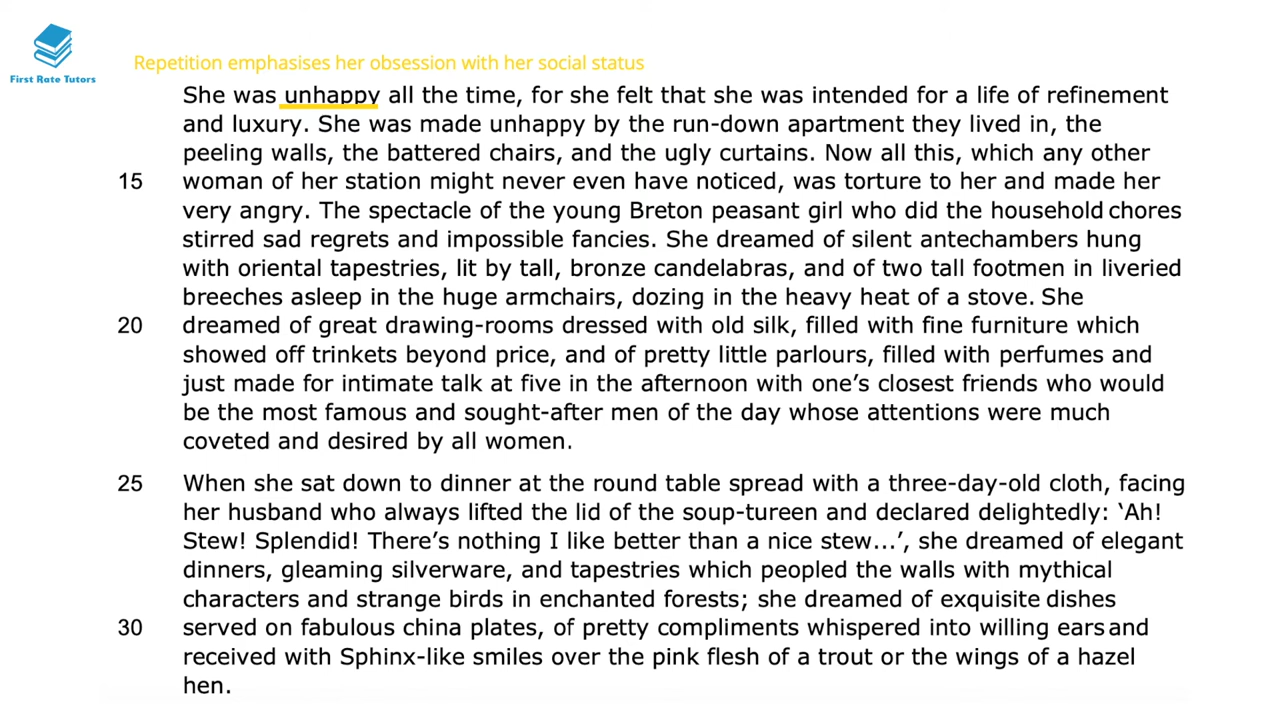 First Rate Tutors
Repetition emphasises her obsession with her social status
She was unhappy all the time, for she felt that she was intended for a life of refinement
and luxury. She was made unhappy by the run-down apartment they lived in, the
peeling walls, the battered chairs, and the ugly curtains. Now all this, which any other
15 woman of her station might never even have noticed, was torture to her and made her
very angry. The spectacle of the young Breton peasant girl who did the household chores
stirred sad regrets and impossible fancies. She dreamed of silent antechambers hung
with oriental tapestries, lit by tall, bronze candelabras, and of two tall footmen in liveried
breeches asleep in the huge armchairs, dozing in the heavy heat of a stove. She
20 dreamed of great drawing-rooms dressed with old silk, filled with fine furniture which
showed off trinkets beyond price, and of pretty little parlours, filled with perfumes and
just made for intimate talk at five in the afternoon with one’s closest friends who would
be the most famous and sought-after men of the day whose attentions were much
coveted and desired by all women.
25 When she sat down to dinner at the round table spread with a three-day-old cloth, facing
her husband who always lifted the lid of the soup-tureen and declared delightedly: ‘Ah!
Stew! Splendid! There’s nothing I like better than a nice stew...’, she dreamed of elegant
dinners, gleaming silverware, and tapestries which peopled the walls with mythical
characters and strange birds in enchanted forests; she dreamed of exquisite dishes
30 served on fabulous china plates, of pretty compliments whispered into willing ears and
received with Sphinx-like smiles over the pink flesh of a trout or the wings of a hazel
hen.